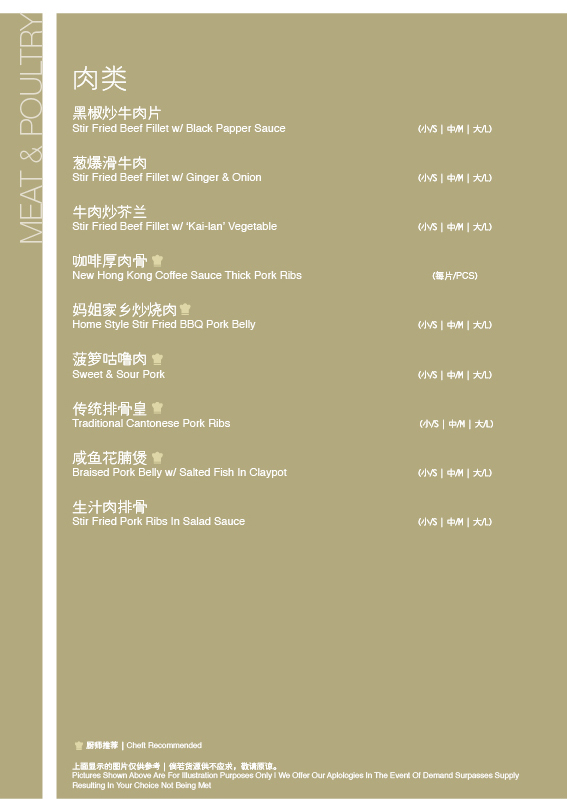 MEAT & POULTRY
肉类
黑椒炒牛肉片
Stir Fried Beef Fillet w/ Black Papper Sauce
(小/S | 中/M | 大/L)
葱爆滑牛肉
Stir Fried Beef Fillet w/ Ginger & Onion
(小/S | 中/M | 大/L)
牛肉炒芥兰
Stir Fried Beef Fillet w/ ‘Kai-lan’ Vegetable
(小/S | 中/M | 大/L)
咖啡厚肉骨
New Hong Kong Coffee Sauce Thick Pork Ribs
(每片/PCS)
妈姐家乡炒烧肉
Home Style Stir Fried BBQ Pork Belly
(小/S | 中/M | 大/L)
菠萝咕噜肉
Sweet & Sour Pork
(小/S | 中/M | 大/L)
传统排骨皇
Traditional Cantonese Pork Ribs
(小/S | 中/M | 大/L)
咸鱼花腩煲
Braised Pork Belly w/ Salted Fish In Claypot
(小/S | 中/M | 大/L)
生汁肉排骨
Stir Fried Pork Ribs In Salad Sauce
(小/S | 中/M | 大/L)
厨师推荐 | Cheft Recommended
上面显示的图片仅供参考 | 倘若货源供不应求，敬请原谅。
Pictures Shown Above Are For Illustration Purposes Only | We Offer Our Aplologies In The Event Of Demand Surpasses Supply
Resulting In Your Choice Not Being Met